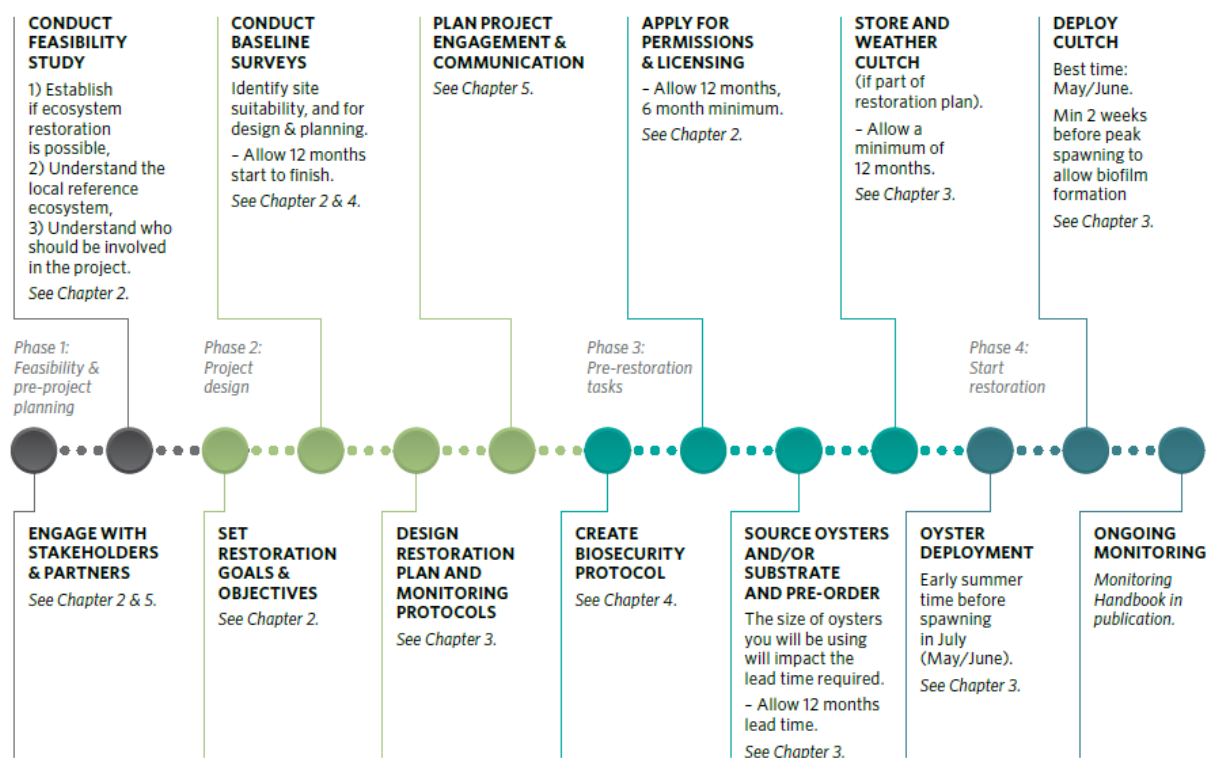 CONDUCT
FEASIBILITY
STUDY
1) Establish
if ecosystem
restoration
is possible,
2) Understand the
local reference
ecosystem,
3) Understand who
should be involved
in the project.
See Chapter 2.
CONDUCT
BASELINE
SURVEYS
Identify site
suitability, and for
design & planning.
– Allow 12 months
start to finish.
See Chapter 2 & 4.
PLAN PROJECT
ENGAGEMENT &
COMMUNICATION
See Chapter 5.
APPLY FOR
PERMISSIONS
& LICENSING
– Allow 12 months,
6 month minimum.
See Chapter 2.
STORE AND
WEATHER
CULTCH
(if part of
restoration plan).
– Allow a
minimum of
12 months.
See Chapter 3.
DEPLOY
CULTCH
Best time:
May/June.
Min 2 weeks
before peak
spawning to
allow biofilm
formation
See Chapter 3.
Phase 1:
Feasibility &
pre-project
planning
Phase 2:
Project
design
Phase 3:
Pre-restoration
tasks
Phase 4:
Start
restoration
ENGAGE WITH
STAKEHOLDERS
& PARTNERS
See Chapter 2 & 5.
SET
RESTORATION
GOALS &
OBJECTIVES
See Chapter 2.
DESIGN
RESTORATION
PLAN AND
MONITORING
PROTOCOLS
See Chapter 3.
CREATE
BIOSECURITY
PROTOCOL
See Chapter 4.
SOURCE OYSTERS
AND/OR
SUBSTRATE
AND PRE-ORDER
The size of oysters
you will be using
will impact the
lead time required.
– Allow 12 months
lead time.
See Chapter 3.
OYSTER
DEPLOYMENT
Early summer
time before
spawning
in July
(May/June).
See Chapter 3.
ONGOING
MONITORING
Monitoring
Handbook in
publication.